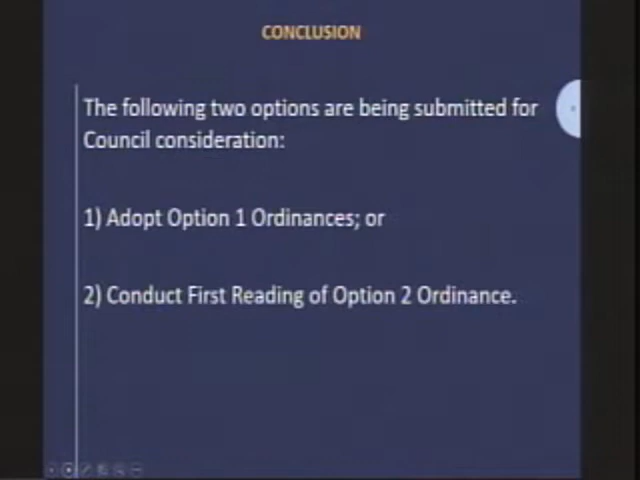 CONCLUSION
The following two options are being submitted for
Council consideration:
1) Adopt Option 1 Ordinances; or
2) Conduct First Reading of Option 2 Ordinance.